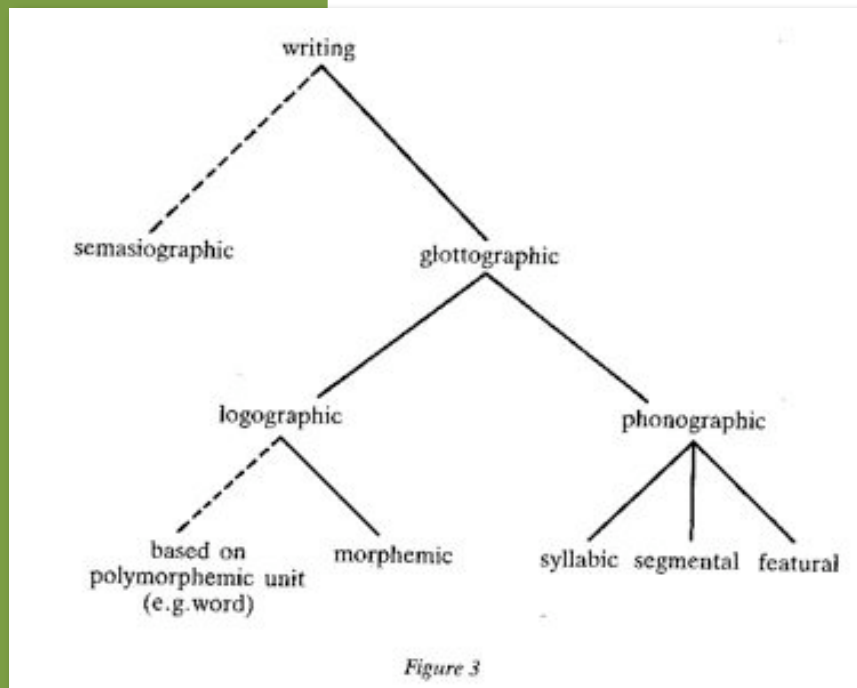 writing
semasiographic
glottographic
logographic
phonographic
based on
polymorphemic unit
(e.g.word)
morphemic
syllabic
segmental
featural
Figure 3